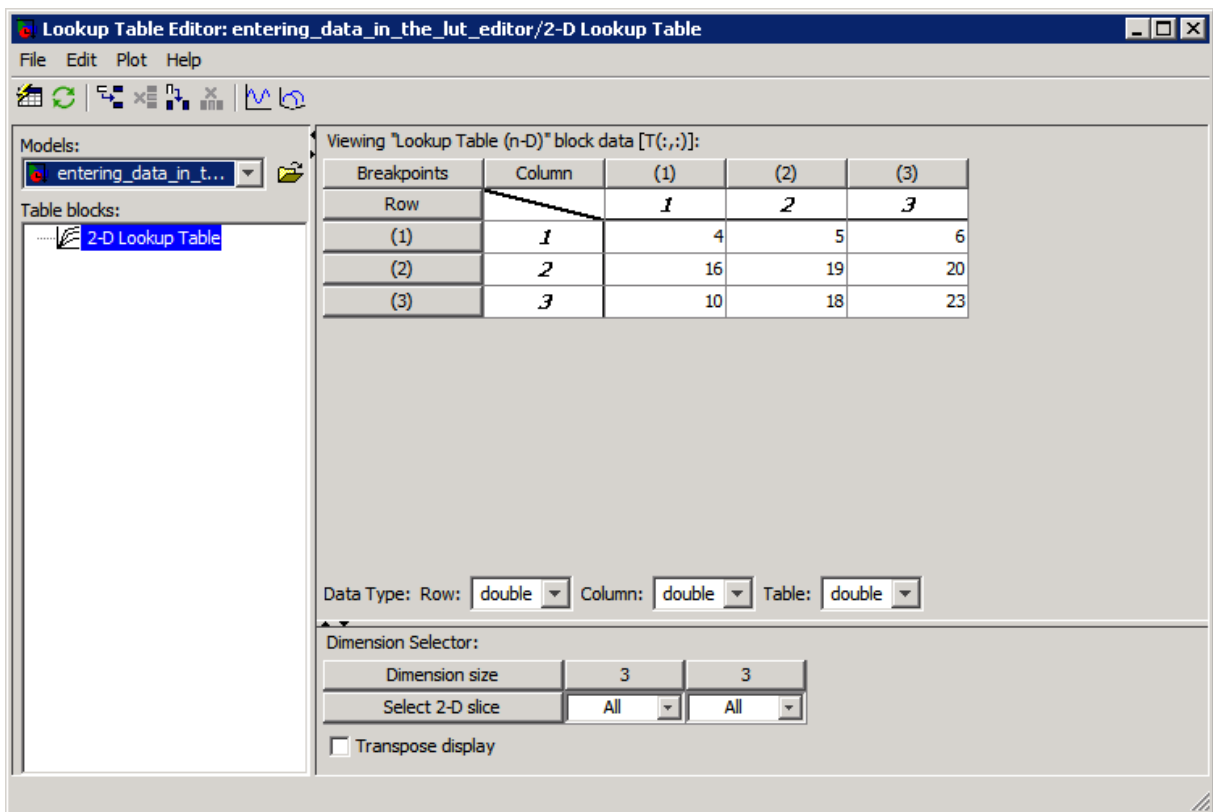 Lookup Table Editor: entering_data_in_the_lut_editor/2-D Lookup Table
File Edit Plot Help
Models:
entering_data_in_t...
Table blocks:
2-D Lookup Table
Viewing "Lookup Table (n-D)" block data [T(:,:)]:
Breakpoints Column (1) (2) (3)
Row 1 2 3
(1) 1 4 5 6
(2) 2 16 19 20
(3) 3 10 18 23
Data Type: Row: double Column: double Table: double
Dimension Selector:
Dimension size 3 3
Select 2-D slice All All
Transpose display